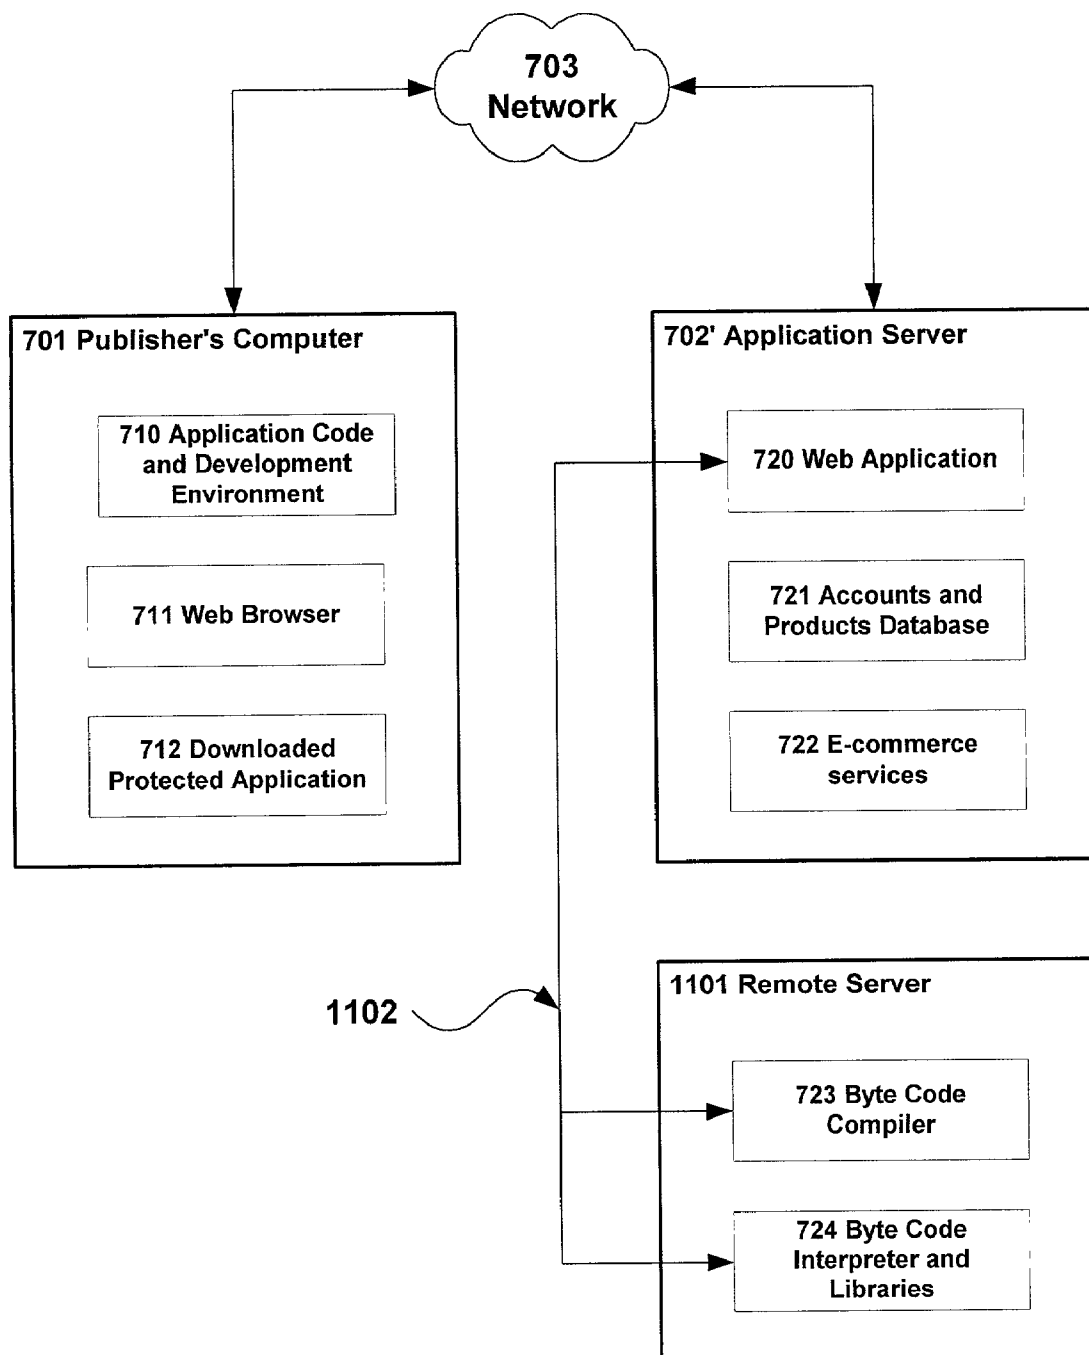 703
Network
701 Publisher's Computer
710 Application Code
and Development
Environment
711 Web Browser
712 Downloaded
Protected Application
702' Application Server
720 Web Application
721 Accounts and
Products Database
722 E-commerce
services
1102
1101 Remote Server
723 Byte Code
Compiler
724 Byte Code
Interpreter and
Libraries